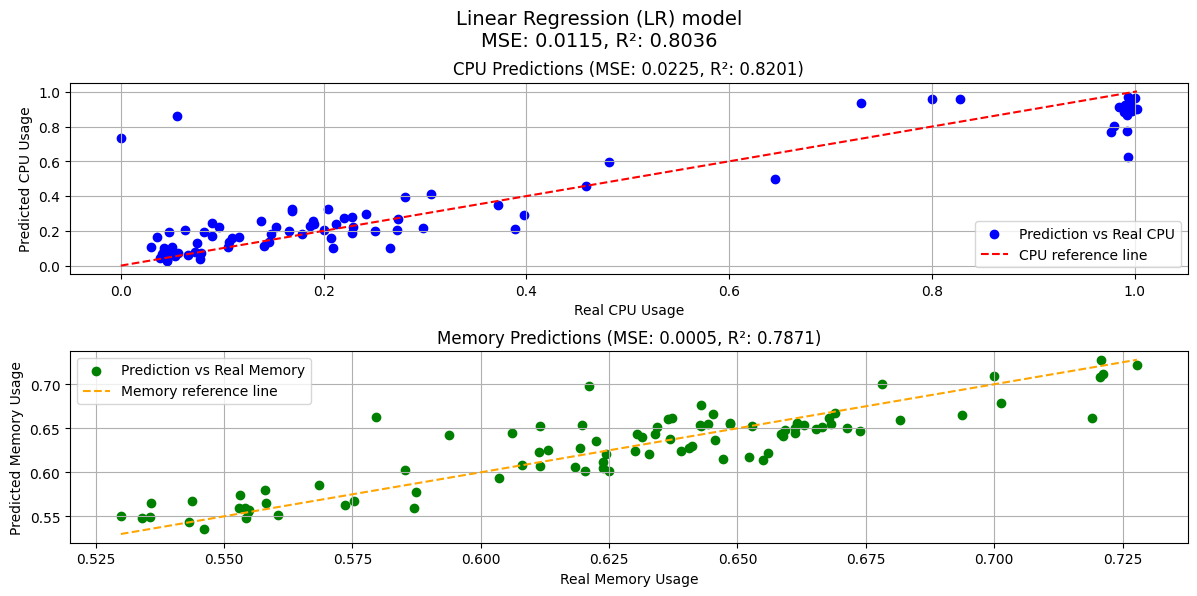 Linear Regression (LR) model
MSE: 0.0115, R²: 0.8036
CPU Predictions (MSE: 0.0225, R²: 0.8201)
Predicted CPU Usage
1.0
0.8
0.6
0.4
0.2
0.0
Prediction vs Real CPU
CPU reference line
0.0 0.2 0.4 0.6 0.8 1.0
Real CPU Usage
Memory Predictions (MSE: 0.0005, R²: 0.7871)
Predicted Memory Usage
0.70
0.65
0.60
0.55
Prediction vs Real Memory
Memory reference line
0.525 0.550 0.575 0.600 0.625 0.650 0.675 0.700 0.725
Real Memory Usage